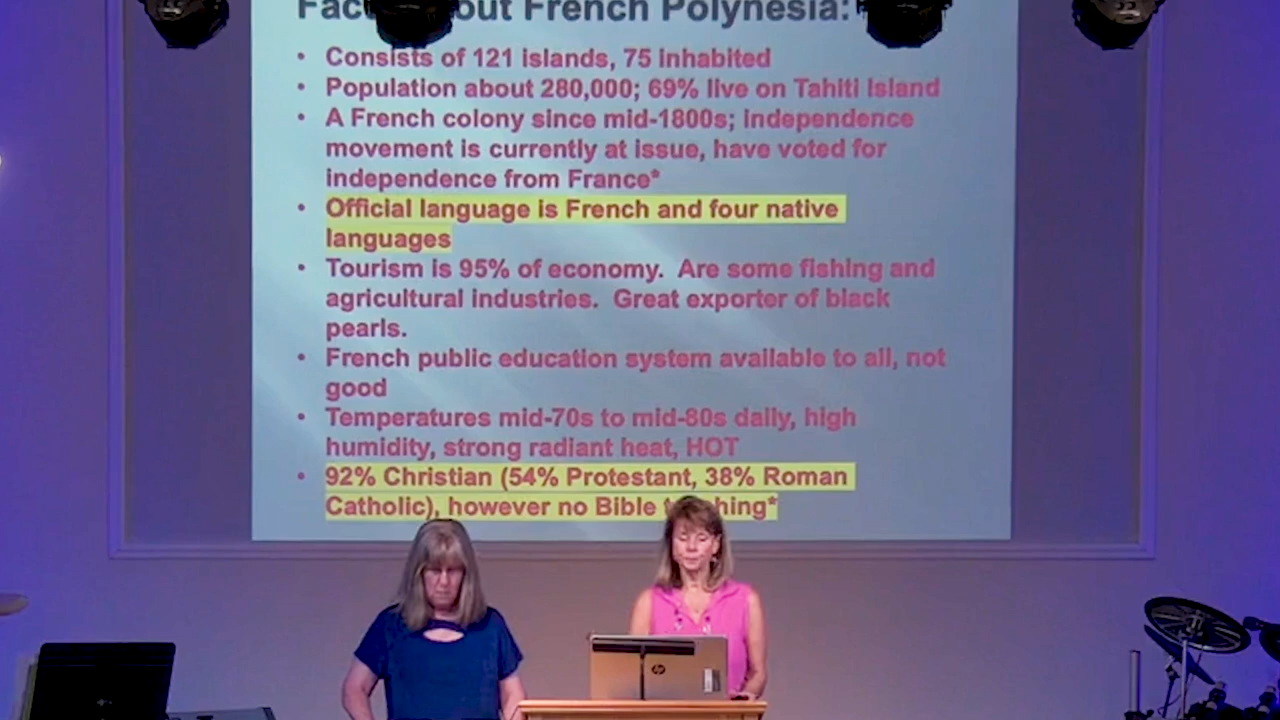 out French Polynesia:
• Consists of 121 islands, 75 inhabited
• Population about 280,000; 69% live on Tahiti Island
• A French colony since mid-1800s; independence
movement is currently at issue, have voted for
independence from France*
• Official language is French and four native
languages
• Tourism is 95% of economy. Are some fishing and
agricultural industries. Great exporter of black
pearls.
• French public education system available to all, not
good
• Temperatures mid-70s to mid-80s daily, high
humidity, strong radiant heat, HOT
• 92% Christian (54% Protestant, 38% Roman
Catholic), however no Bible
hp